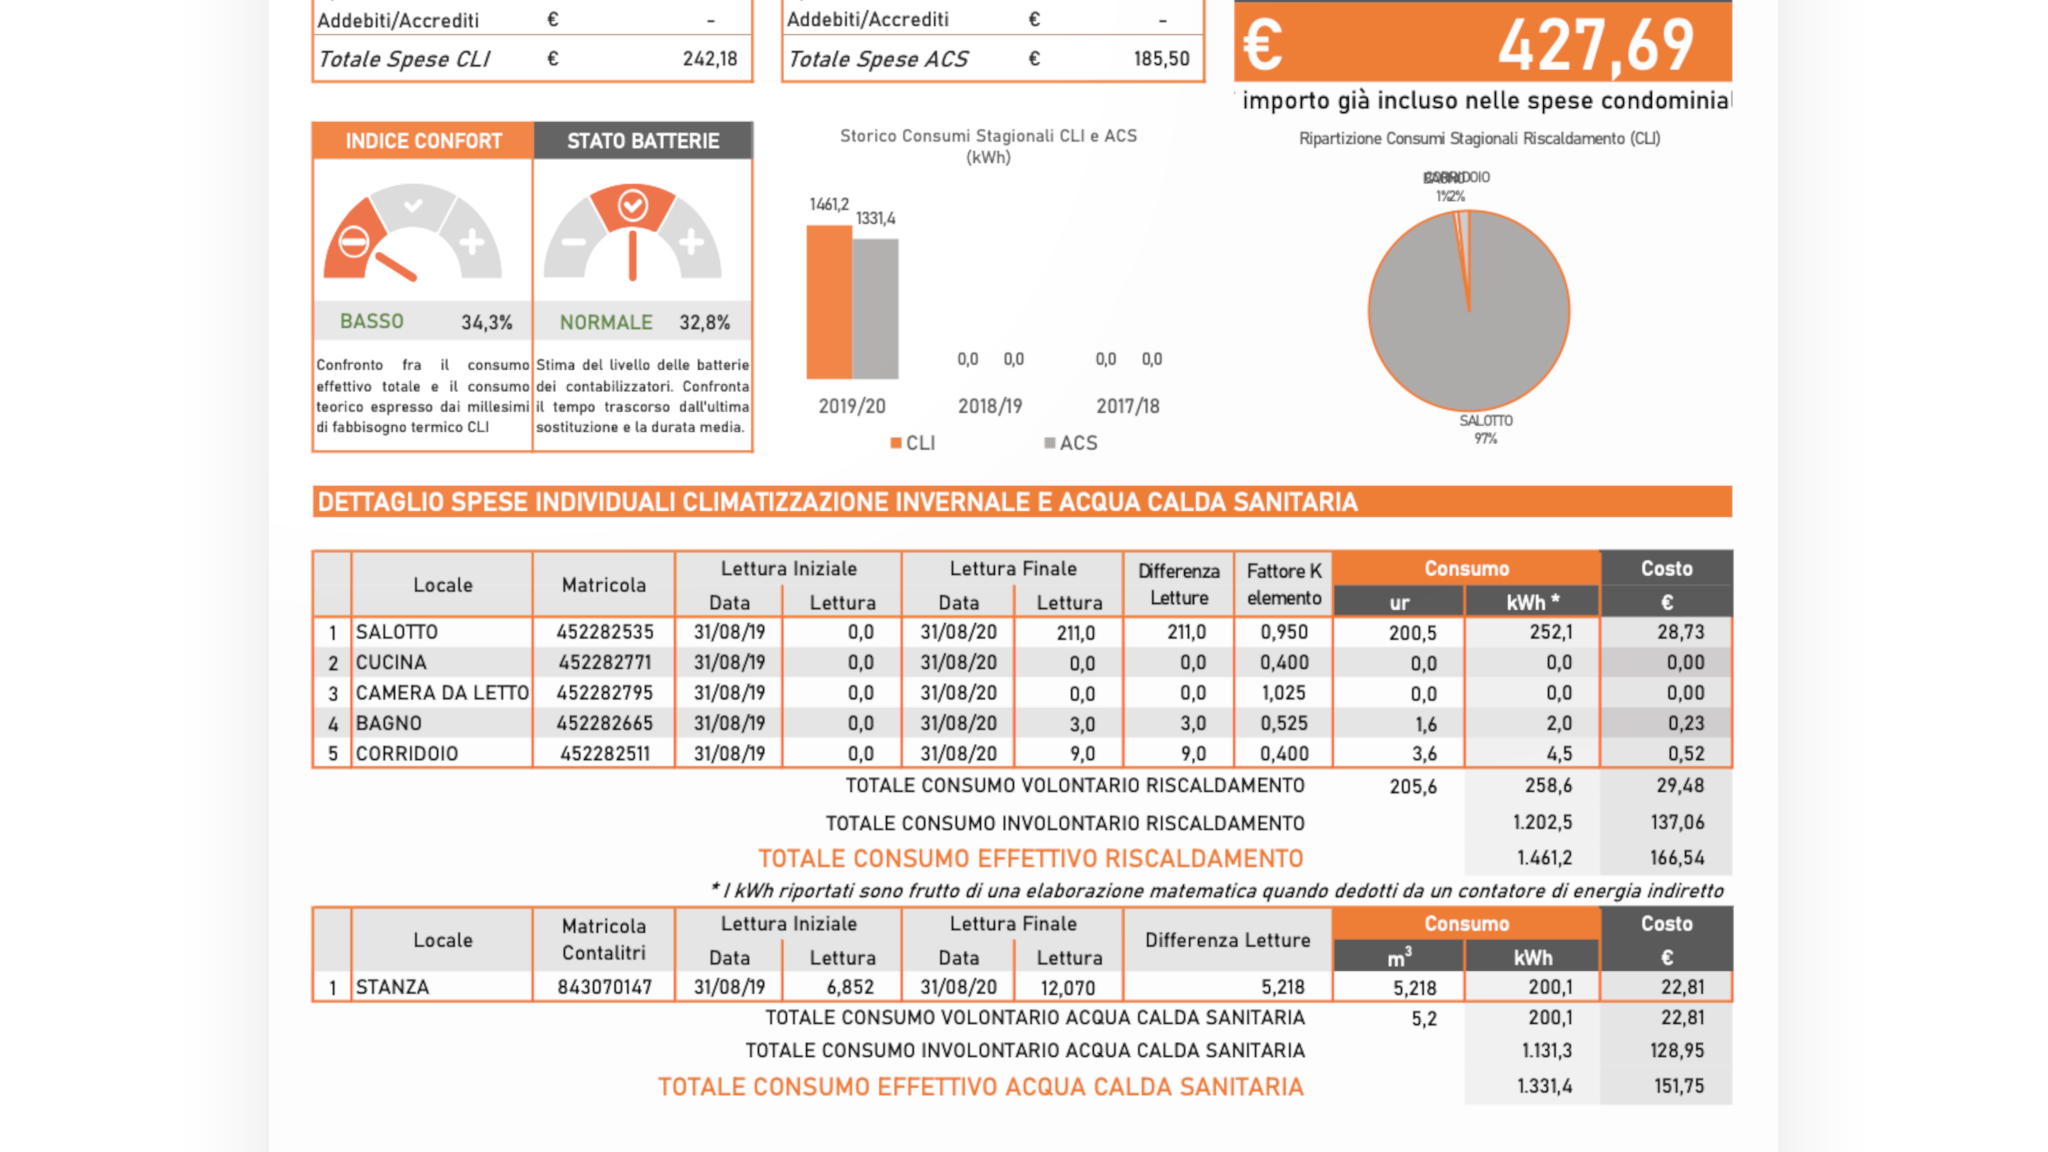 Addebiti/Accrediti € -
Totale Spese CLI € 242,18
Addebiti/Accrediti € -
Totale Spese ACS € 185,50
€ 427,69
importo già incluso nelle spese
INDICE CONFORT STATO BATTERIE
BASSO 34,3%
NORMALE 32,8%
Confronto fra il consumo
effettivo totale e il consumo
teorico espresso dai millesimi
di fabbisogno termico CLI
Stima del livello delle batterie
dei contabilizzatori. Confronta
il tempo trascorso dall'ultima
sostituzione e la durata media.
Storico Consumi Stagionali CLI e ACS
(kWh)
1461,2
1331,4
0,0 0,0 0,0 0,0
2019/20 2018/19 2017/18
CLI ACS
Ripartizione Consumi Stagionali Riscaldamento (CLI)
CORRIDOIO
1% 2%
SALOTTO
97%
DETTAGLIO SPESE INDIVIDUALI CLIMATIZZAZIONE INVERNALE E ACQUA CALDA SANITARIA
Locale Matricola Lettura Iniziale Lettura Finale Differenza Letture Fattore K elemento Consumo Costo
Data Lettura Data Lettura ur kWh * €
1 SALOTTO 452282535 31/08/19 0,0 31/08/20 211,0 211,0 0,950 200,5 252,1 28,73
2 CUCINA 452282771 31/08/19 0,0 31/08/20 0,0 0,0 0,400 0,0 0,0 0,00
3 CAMERA DA LETTO 452282795 31/08/19 0,0 31/08/20 0,0 0,0 1,025 0,0 0,0 0,00
4 BAGNO 452282665 31/08/19 0,0 31/08/20 3,0 3,0 0,525 1,6 2,0 0,23
5 CORRIDOIO 452282511 31/08/19 0,0 31/08/20 9,0 9,0 0,400 3,6 4,5 0,52
TOTALE CONSUMO VOLONTARIO RISCALDAMENTO 205,6 258,6 29,48
TOTALE CONSUMO INVOLONTARIO RISCALDAMENTO 1.202,5 137,06
TOTALE CONSUMO EFFETTIVO RISCALDAMENTO 1.461,2 166,54
* I kWh riportati sono frutto di una elaborazione matematica quando dedotti da un contatore di energia indiretto
Locale Matricola Contalitri Lettura Iniziale Lettura Finale Differenza Letture Consumo Costo
Data Lettura Data Lettura m³ kWh €
1 STANZA 843070147 31/08/19 6,852 31/08/20 12,070 5,218 5,218 200,1 22,81
TOTALE CONSUMO VOLONTARIO ACQUA CALDA SANITARIA 5,2 200,1 22,81
TOTALE CONSUMO INVOLONTARIO ACQUA CALDA SANITARIA 1.131,3 128,95
TOTALE CONSUMO EFFETTIVO ACQUA CALDA SANITARIA 1.331,4 151,75